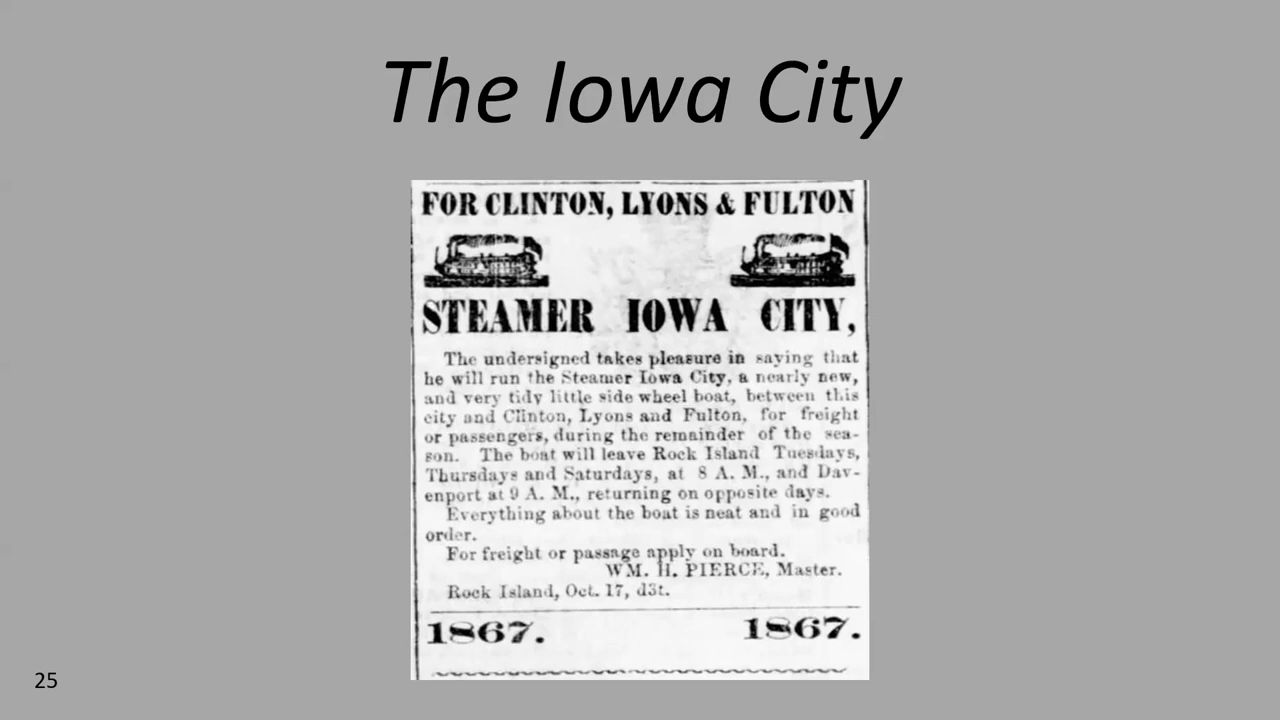 The Iowa City
FOR CLINTON, LYONS & FULTON
STEAMER IOWA CITY,
The undersigned takes pleasure in saying that
he will run the Steamer Iowa City, a nearly new,
and very tidy little side wheel boat, between this
city and Clinton, Lyons and Fulton, for freight
or passengers, during the remainder of the sea-
son. The boat will leave Rock Island Tuesdays,
Thursdays and Saturdays, at 8 A. M., and Dav-
enport at 9 A. M., returning on opposite days.
Everything about the boat is neat and in good
order.
For freight or passage apply on board.
WM. H. PIERCE, Master.
Rock Island, Oct. 17, d3t.
1867. 1867.
25